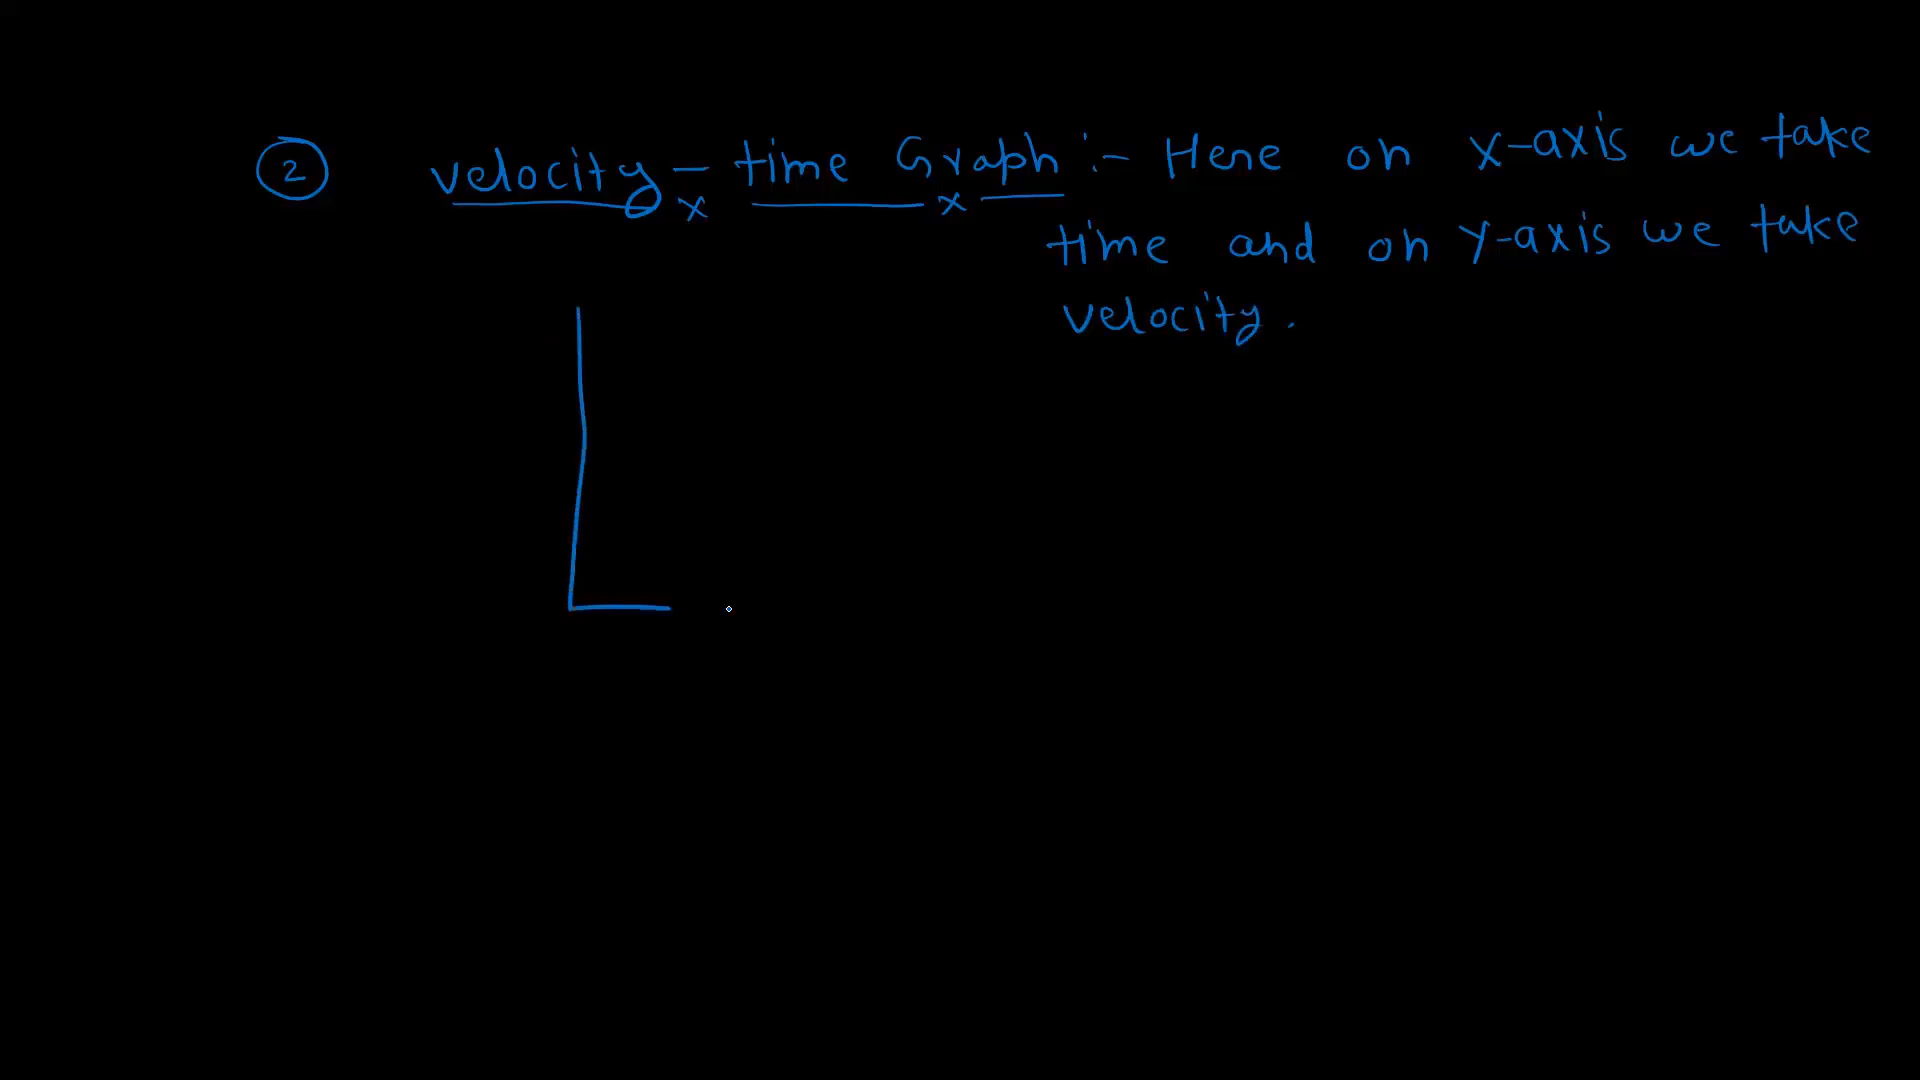 ② velocity - time Graph :- Here on X-axis we take
time and on Y-axis we take
velocity.